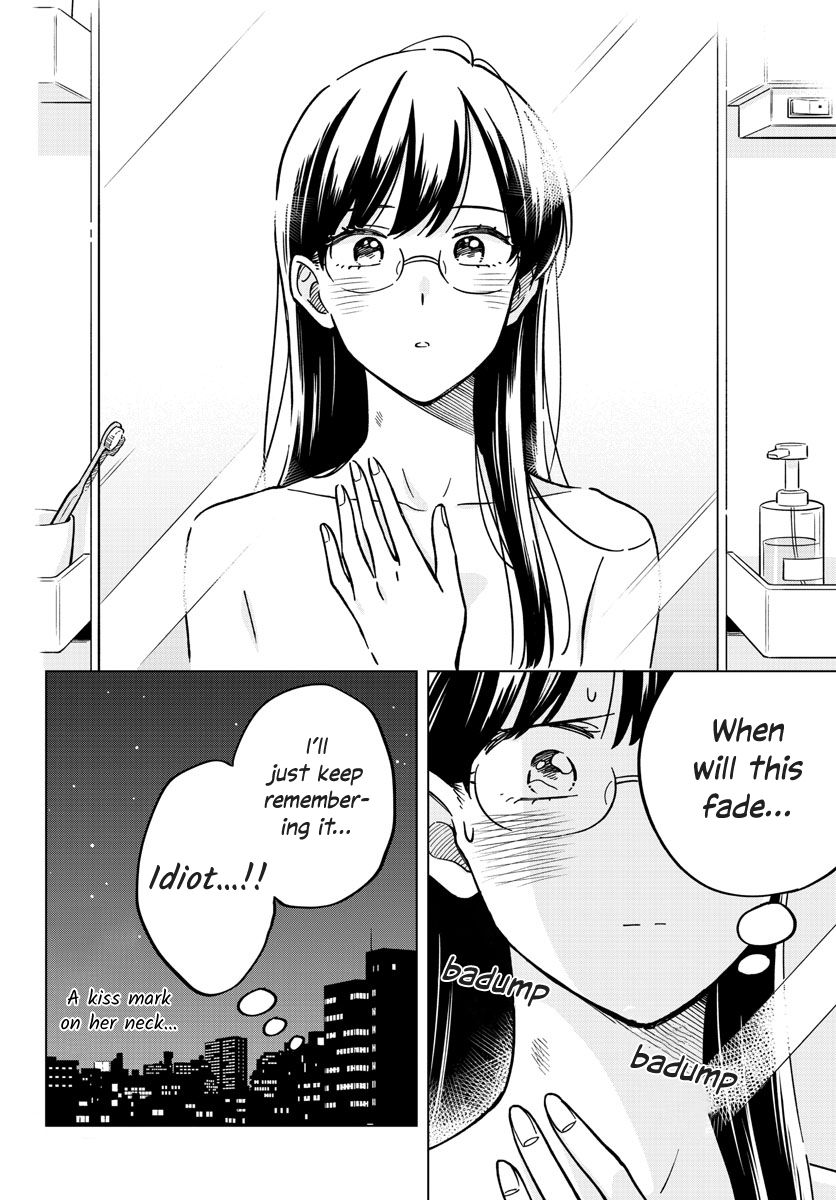 When
will this
fade...
badump
badump
I'll
just keep
remember-
ing it...
Idiot...!!
A kiss mark
on her neck...